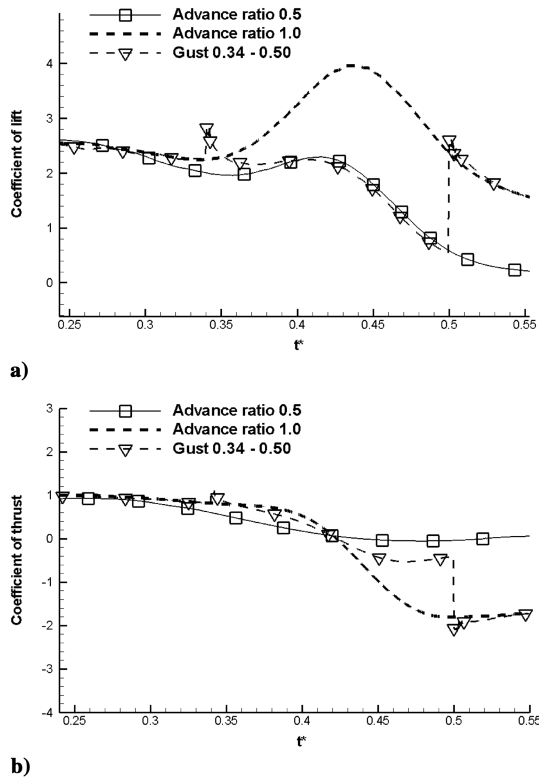 Advance ratio 0.5
Advance ratio 1.0
Gust 0.34 - 0.50
4
3
2
1
0
Coefficient of lift
0.25 0.3 0.35 0.4 0.45 0.5 0.55
t*
a)
Advance ratio 0.5
Advance ratio 1.0
Gust 0.34 - 0.50
3
2
1
0
-1
-2
-3
-4
Coefficient of thrust
0.25 0.3 0.35 0.4 0.45 0.5 0.55
t*
b)